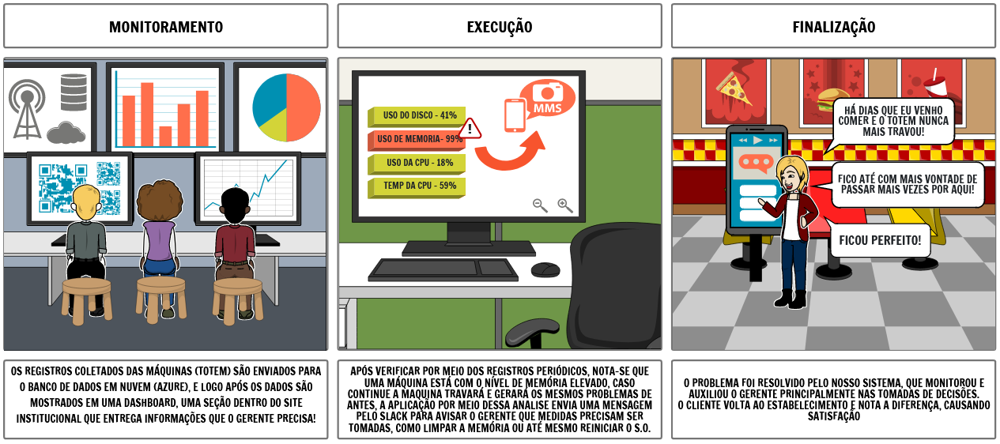 MONITORAMENTO
EXECUÇÃO
FINALIZAÇÃO
USO DO DISCO - 41%
USO DE MEMORIA- 99%
USO DA CPU - 18%
TEMP DA CPU - 59%
!
MMS
HÁ DIAS QUE EU VENHO
COMER E O TOTEM NUNCA
MAIS TRAVOU!
FICO ATÉ COM MAIS VONTADE DE
PASSAR MAIS VEZES POR AQUI!
FICOU PERFEITO!
OS REGISTROS COLETADOS DAS MÁQUINAS (TOTEM) SÃO ENVIADOS PARA
O BANCO DE DADOS EM NUVEM (AZURE), E LOGO APÓS OS DADOS SÃO
MOSTRADOS EM UMA DASHBOARD, UMA SEÇÃO DENTRO DO SITE
INSTITUCIONAL QUE ENTREGA INFORMAÇÕES QUE O GERENTE PRECISA!
APÓS VERIFICAR POR MEIO DOS REGISTROS PERIÓDICOS, NOTA-SE QUE
UMA MÁQUINA ESTÁ COM O NÍVEL DE MEMÓRIA ELEVADO, CASO
CONTINUE A MAQUINA TRAVARÁ E GERARÁ OS MESMOS PROBLEMAS DE
ANTES, A APLICAÇÃO POR MEIO DESSA ANALISE ENVIA UMA MENSAGEM
PELO SLACK PARA AVISAR O GERENTE QUE MEDIDAS PRECISAM SER
TOMADAS, COMO LIMPAR A MEMÓRIA OU ATÉ MESMO REINICIAR O S.O.
O PROBLEMA FOI RESOLVIDO PELO NOSSO SISTEMA, QUE MONITOROU E
AUXILIOU O GERENTE PRINCIPALMENTE NAS TOMADAS DE DECISÕES.
O CLIENTE VOLTA AO ESTABELECIMENTO E NOTA A DIFERENÇA, CAUSANDO
SATISFAÇÃO